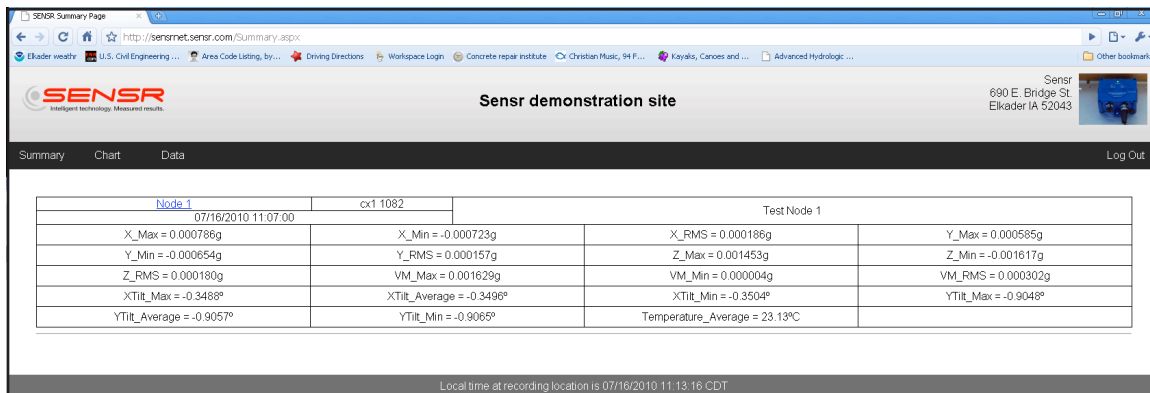 SENSR Summary Page
http://sensrnet.sensr.com/Summary.aspx
Elkader weathr U.S. Civil Engineering ... Area Code Listing, by... Driving Directions Workspace Login Concrete repair institute Christian Music, 94 F... Kayaks, Canoes and ... Advanced Hydrologic ... Other bookmark
SENSR
Intelligent technology. Measured results.
Sensr demonstration site
Sensr
690 E. Bridge St.
Elkader IA 52043
Summary Chart Data Log Out
Node 1 cx1 1082 Test Node 1
07/16/2010 11:07:00
X_Max = 0.000786g X_Min = -0.000723g X_RMS = 0.000186g Y_Max = 0.000585g
Y_Min = -0.000654g Y_RMS = 0.000157g Z_Max = 0.001453g Z_Min = -0.001617g
Z_RMS = 0.000180g VM_Max = 0.001629g VM_Min = 0.000004g VM_RMS = 0.000302g
XTilt_Max = -0.3488º XTilt_Average = -0.3496º XTilt_Min = -0.3504º YTilt_Max = -0.9048º
YTilt_Average = -0.9057º YTilt_Min = -0.9065º Temperature_Average = 23.13ºC
Local time at recording location is 07/16/2010 11:13:16 CDT